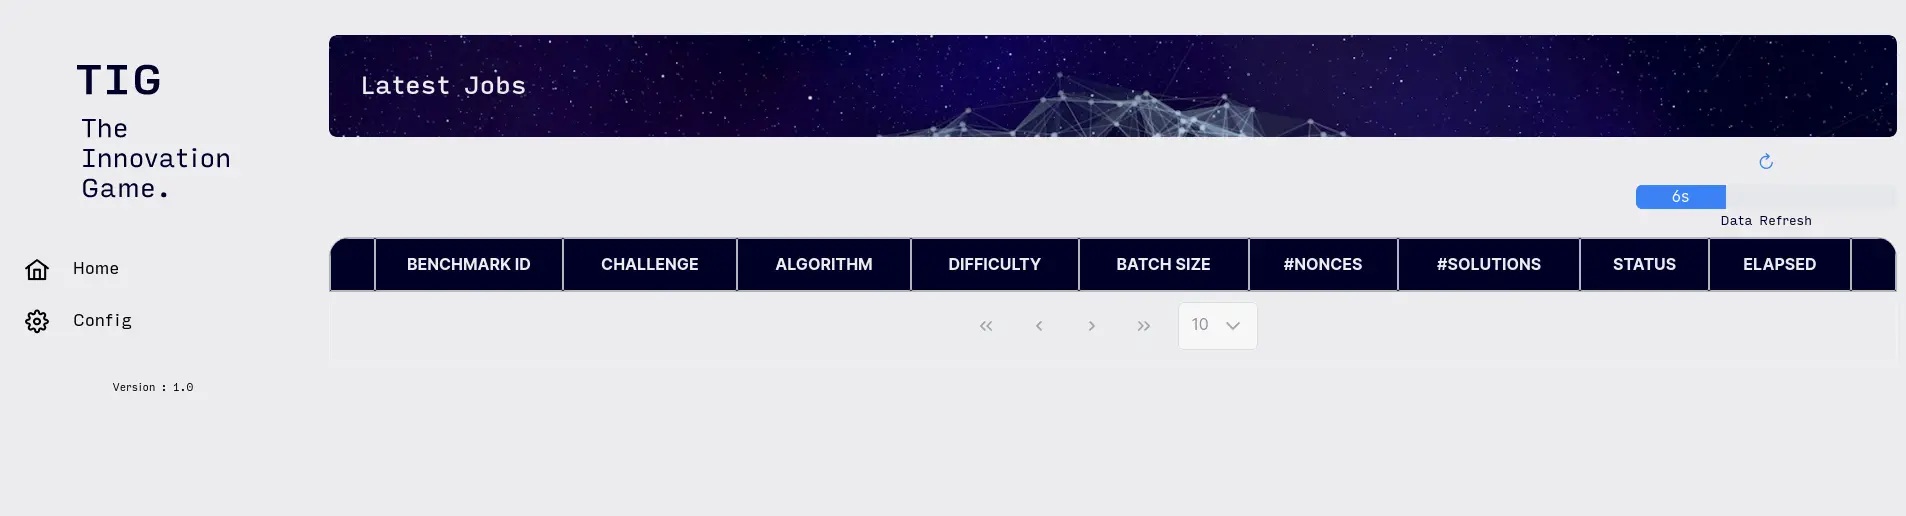 TIG
The
Innovation
Game.
Home
Config
Version : 1.0
Latest Jobs
6s
Data Refresh
BENCHMARK ID CHALLENGE ALGORITHM DIFFICULTY BATCH SIZE #NONCES #SOLUTIONS STATUS ELAPSED
10